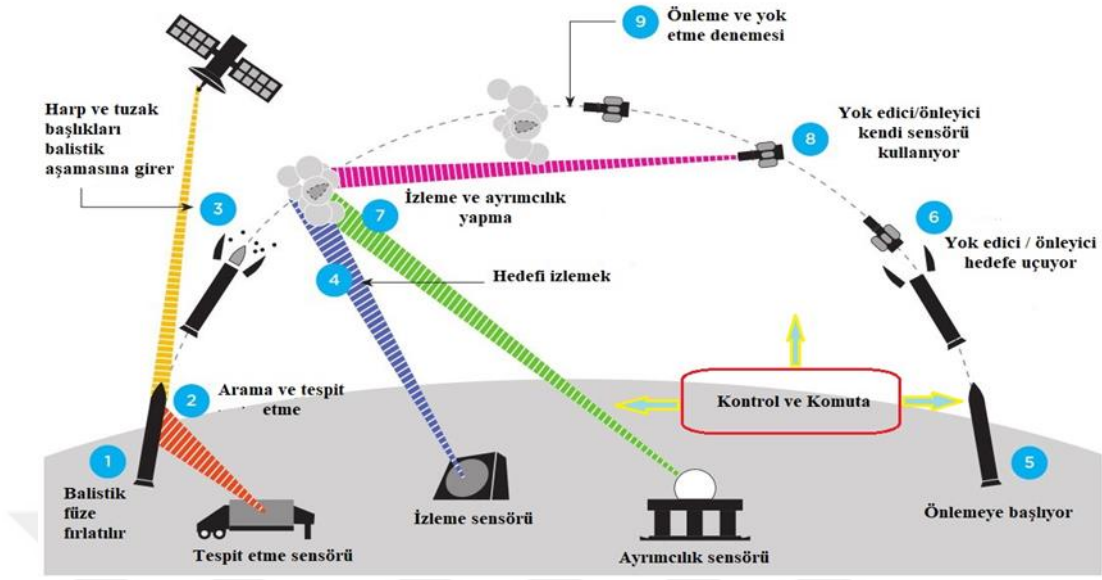 9
Önleme ve yok
etme denemesi
Harp ve tuzak
başlıkları
balistik
aşamasına girer
8
Yok edici/önleyici
kendi sensörü
kullanıyor
3
İzleme ve ayrımcılık
yapma
7
6
Yok edici / önleyici
hedefe uçuyor
4
Hedefi izlemek
2
Arama ve tespit
etme
Kontrol ve Komuta
1
Balistik
füze
fırlatılır
5
Önlemeye başlıyor
İzleme sensörü
Tespit etme sensörü
Ayrımcılık sensörü